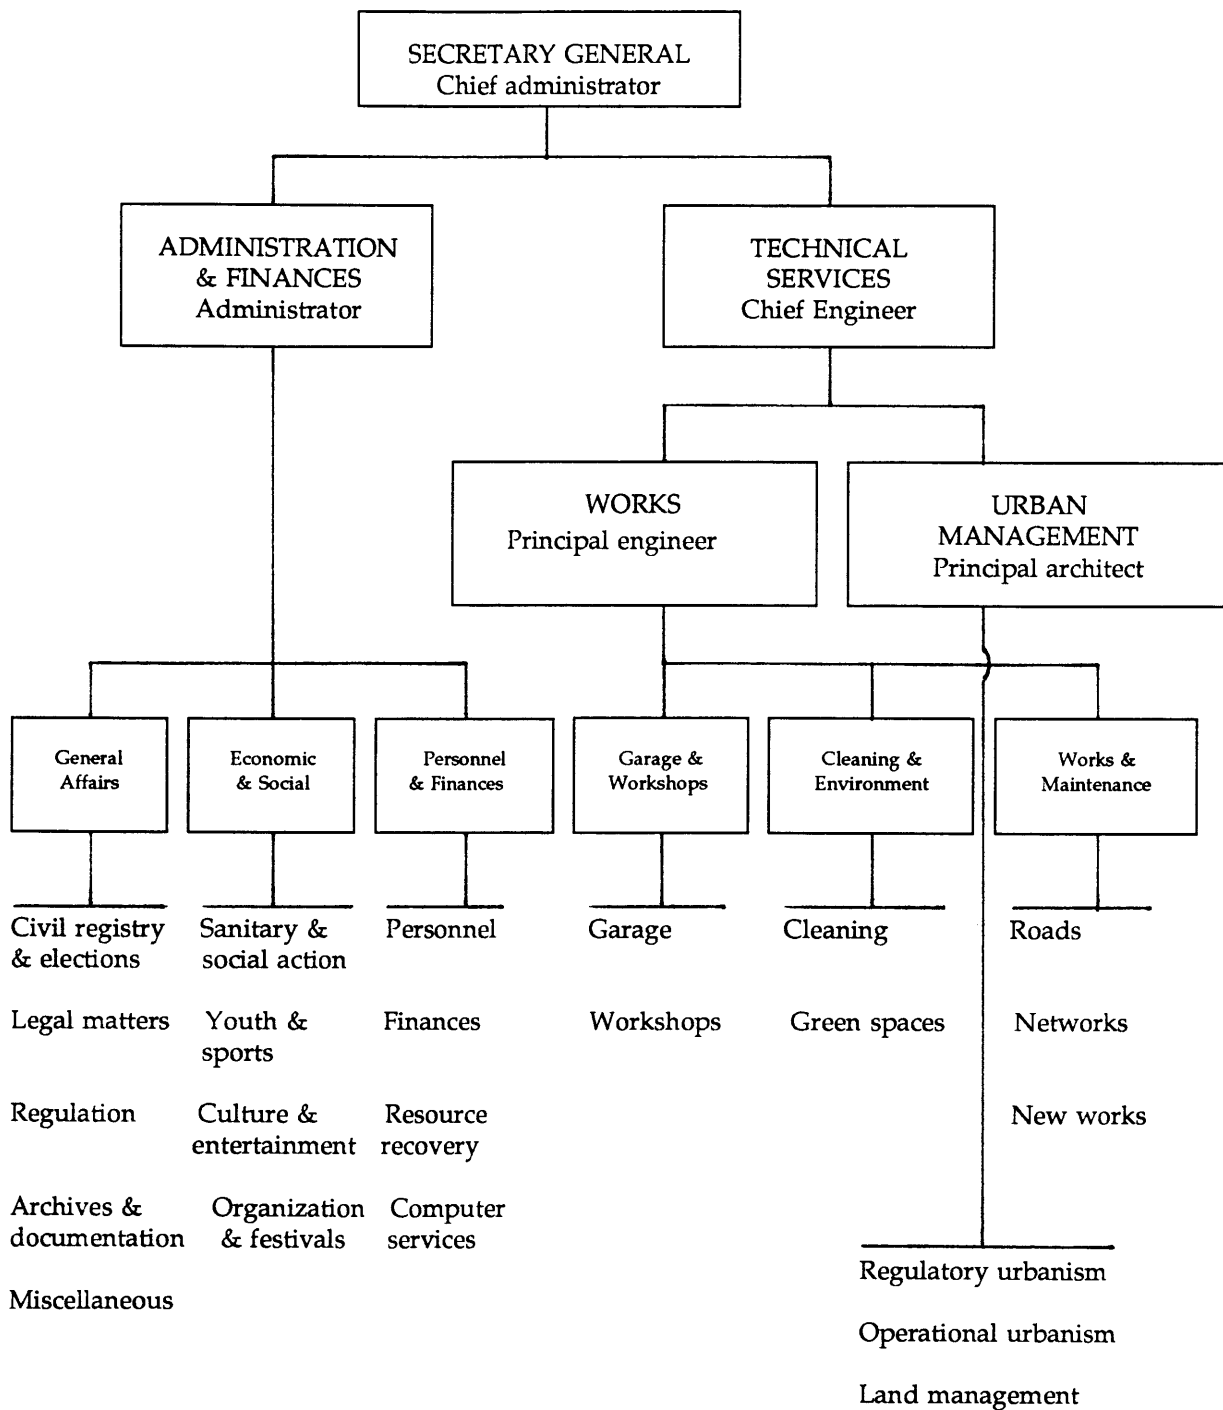 SECRETARY GENERAL
Chief administrator
ADMINISTRATION
& FINANCES
Administrator
TECHNICAL
SERVICES
Chief Engineer
WORKS
Principal engineer
URBAN
MANAGEMENT
Principal architect
General
Affairs
Economic
& Social
Personnel
& Finances
Garage &
Workshops
Cleaning &
Environment
Works &
Maintenance
Civil registry
& elections
Legal matters
Regulation
Archives &
documentation
Miscellaneous
Sanitary &
social action
Youth &
sports
Culture &
entertainment
Organization
& festivals
Personnel
Finances
Resource
recovery
Computer
services
Garage
Workshops
Cleaning
Green spaces
Roads
Networks
New works
Regulatory urbanism
Operational urbanism
Land management